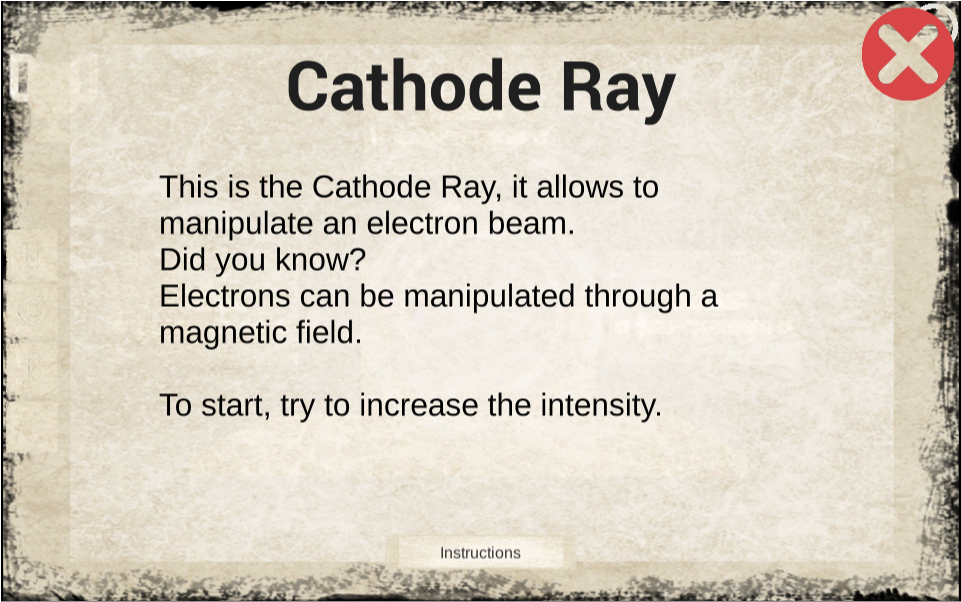 Cathode Ray
This is the Cathode Ray, it allows to
manipulate an electron beam.
Did you know?
Electrons can be manipulated through a
magnetic field.
To start, try to increase the intensity.
Instructions